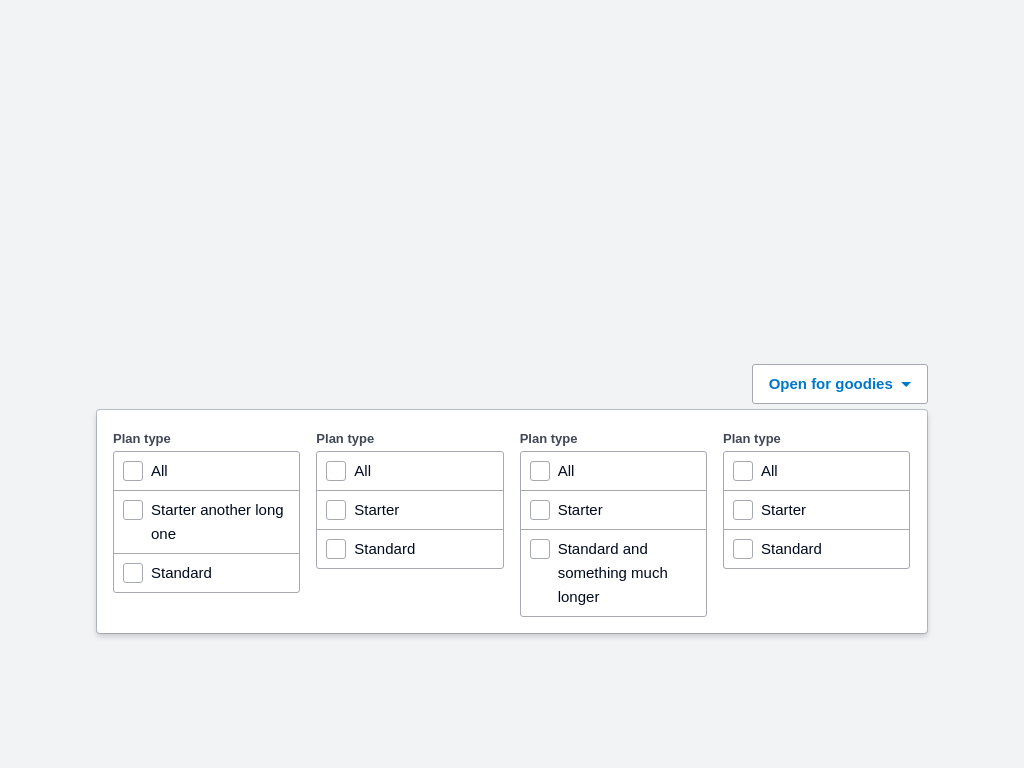 Open for goodies
Plan type
All
Starter another long
one
Standard
Plan type
All
Starter
Standard
Plan type
All
Starter
Standard and
something much
longer
Plan type
All
Starter
Standard